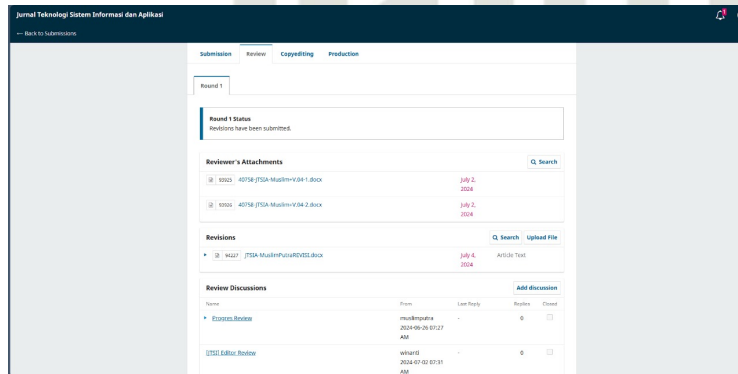 Jurnal Teknologi Sistem Informasi dan Aplikasi
1
← Back to Submissions
Submission Review Copyediting Production
Round 1
Round 1 Status
Revisions have been submitted.
Reviewer's Attachments Search
93925 40758-JTSIA-Muslim+V.04-1.docx July 2, 2024
93926 40758-JTSIA-Muslim+V.04-2.docx July 2, 2024
Revisions Search Upload File
94227 JTSIA-MuslimPutraREVISI.docx July 4, 2024 Article Text
Review Discussions Add discussion
Name From Last Reply Replies Closed
Progres Review muslimputra - 0
2024-06-26 07:27
AM
[JTSI] Editor Review winanti - 0
2024-07-02 07:31
AM